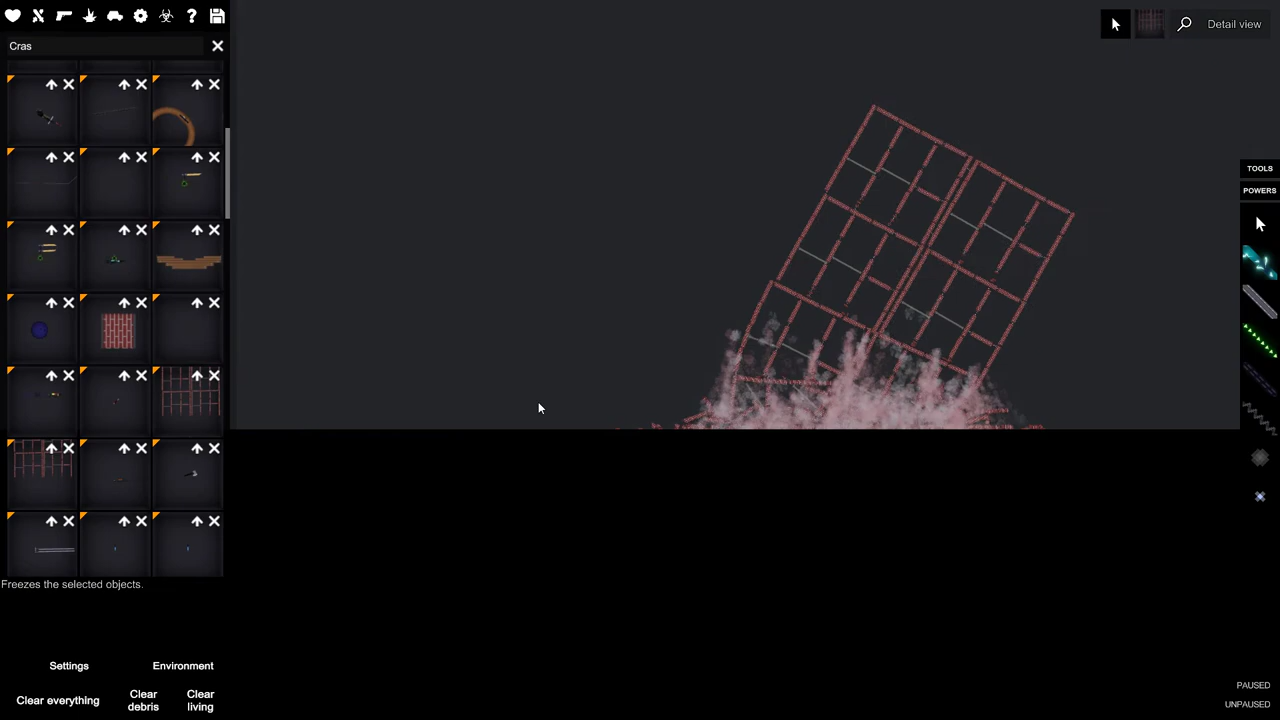 Cras
Detail view
TOOLS
POWERS
Freezes the selected objects.
Settings
Environment
Clear everything
Clear debris
Clear living
PAUSED
UNPAUSED